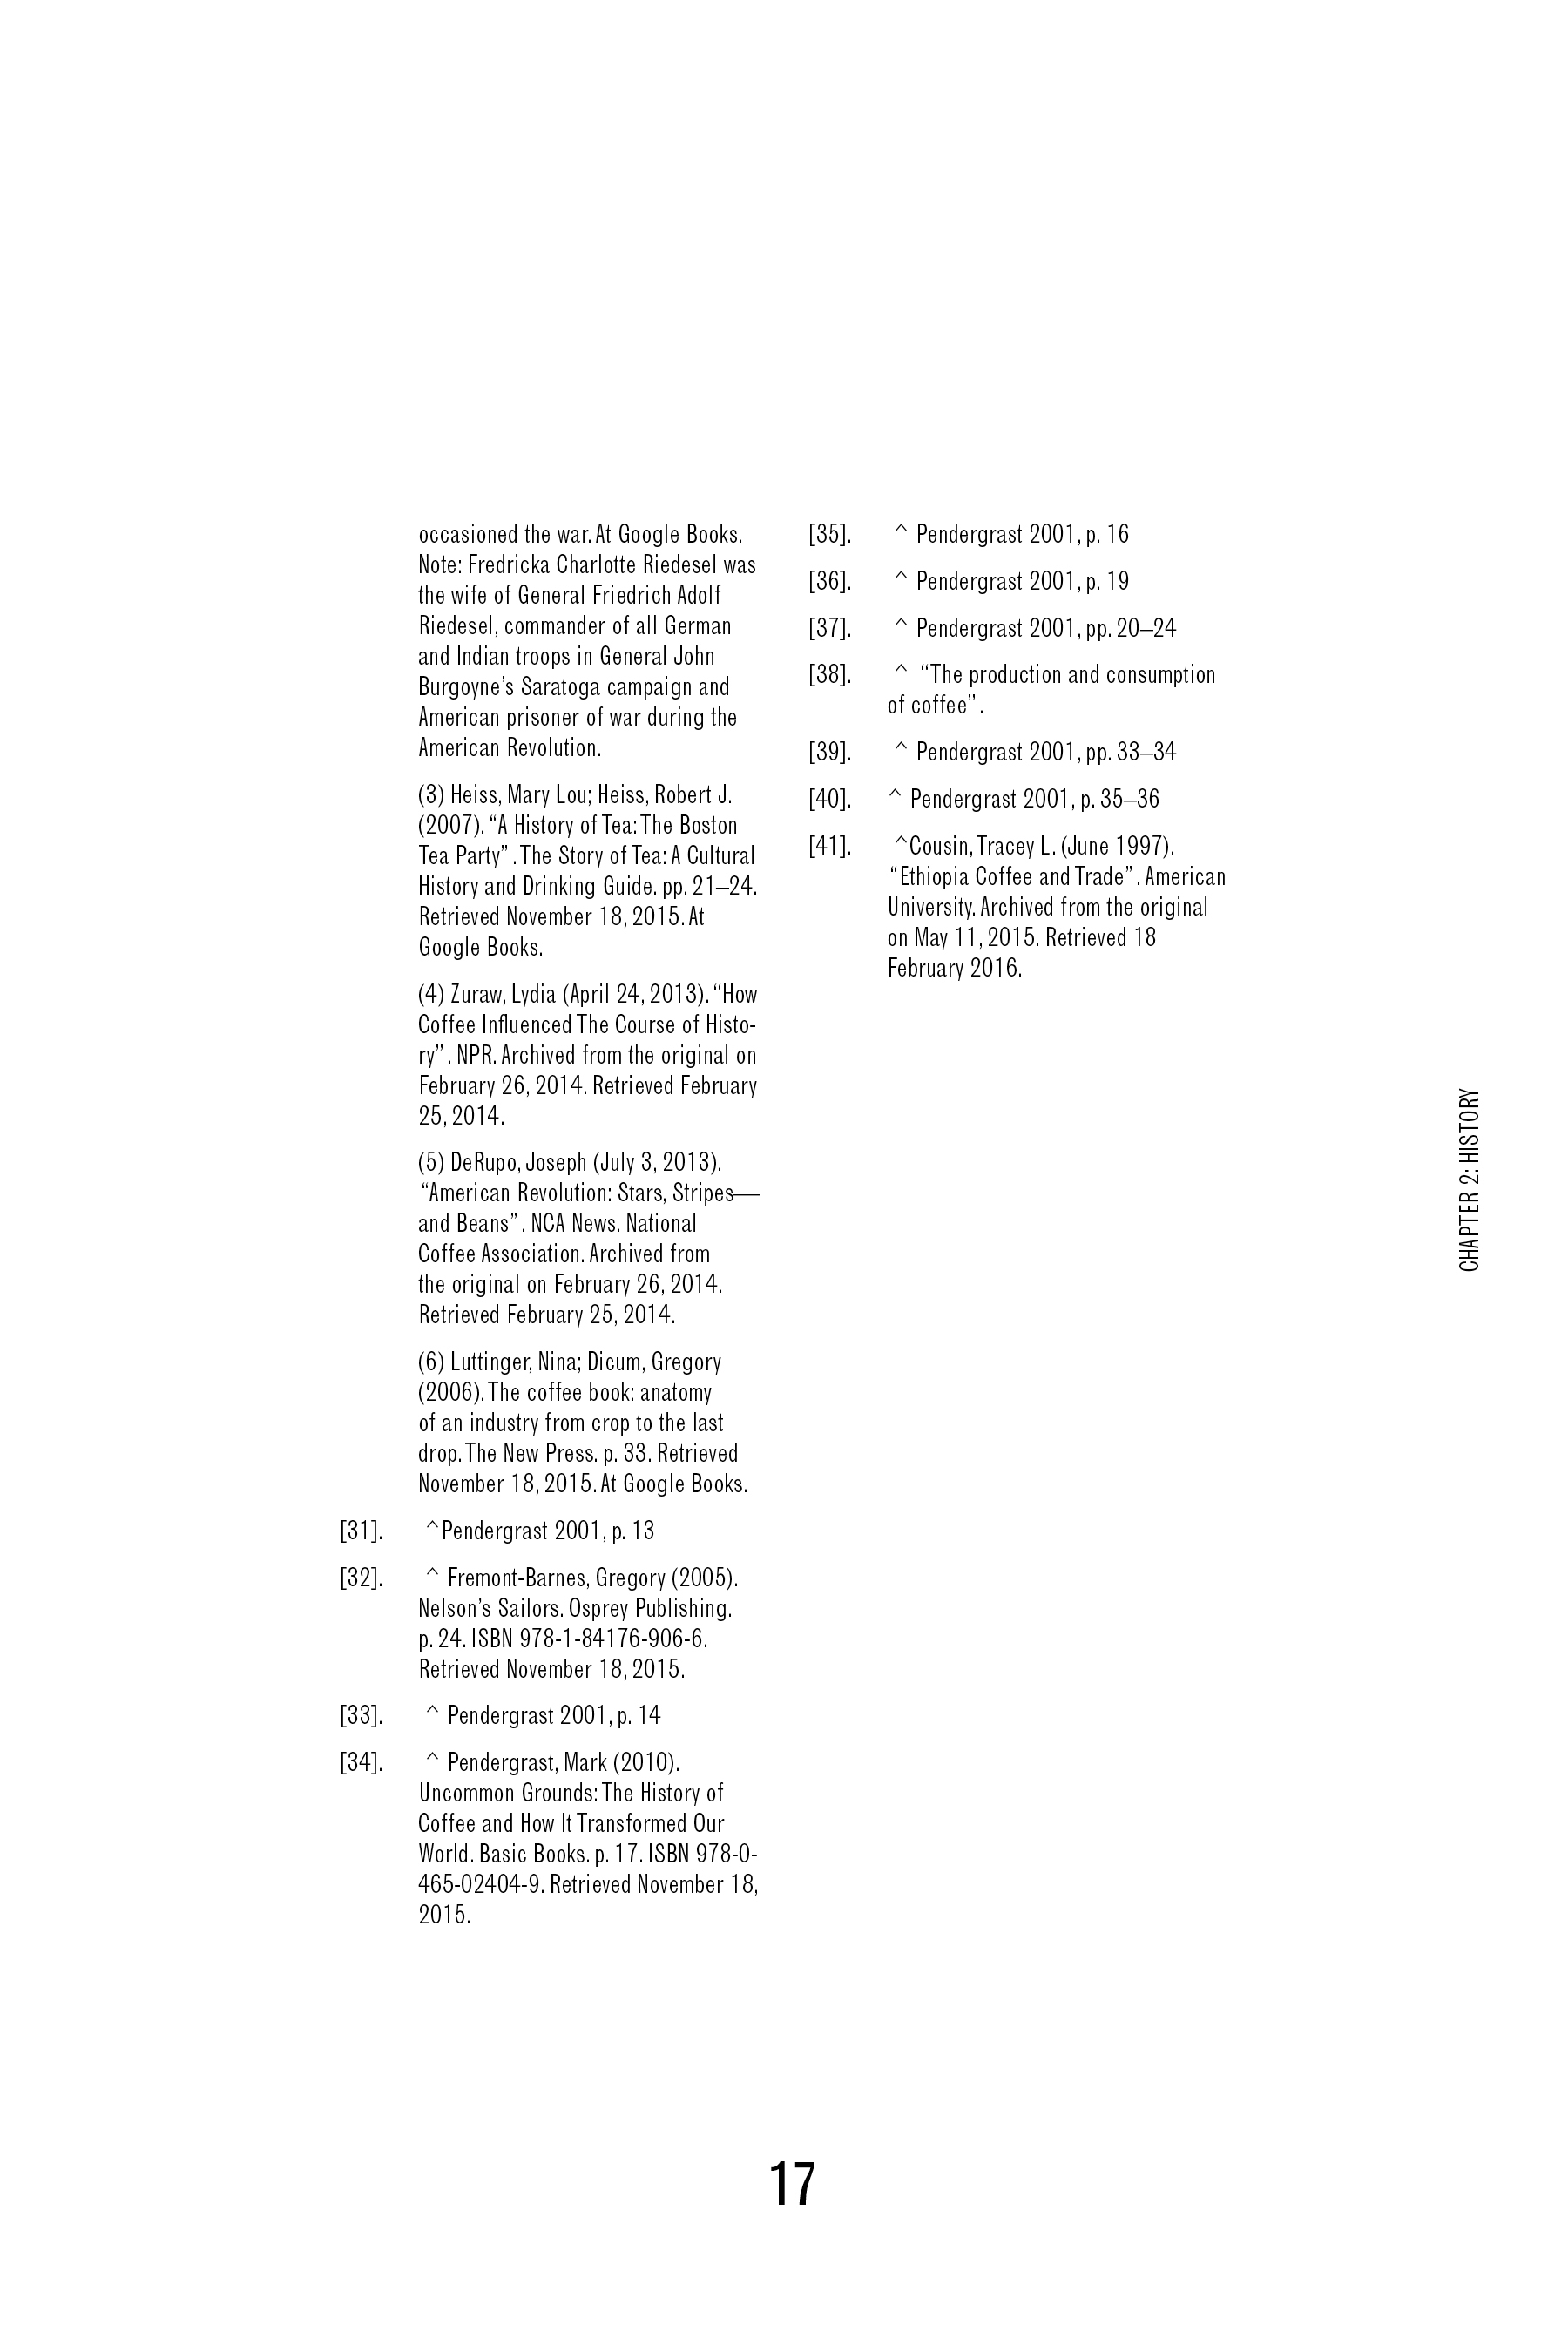 occasioned the war. At Google Books.
Note: Fredricka Charlotte Riedesel was
the wife of General Friedrich Adolf
Riedesel, commander of all German
and Indian troops in General John
Burgoyne’s Saratoga campaign and
American prisoner of war during the
American Revolution.
(3) Heiss, Mary Lou; Heiss, Robert J.
(2007). “A History of Tea: The Boston
Tea Party” . The Story of Tea: A Cultural
History and Drinking Guide. pp. 21–24.
Retrieved November 18, 2015. At
Google Books.
(4) Zuraw, Lydia (April 24, 2013). “How
Coffee Influenced The Course of Histo-
ry” . NPR. Archived from the original on
February 26, 2014. Retrieved February
25, 2014.
(5) DeRupo, Joseph (July 3, 2013).
“American Revolution: Stars, Stripes—
and Beans” . NCA News. National
Coffee Association. Archived from
the original on February 26, 2014.
Retrieved February 25, 2014.
(6) Luttinger, Nina; Dicum, Gregory
(2006). The coffee book: anatomy
of an industry from crop to the last
drop. The New Press. p. 33. Retrieved
November 18, 2015. At Google Books.
[31]. ^Pendergrast 2001, p. 13
[32]. ^ Fremont-Barnes, Gregory (2005).
Nelson’s Sailors. Osprey Publishing.
p. 24. ISBN 978-1-84176-906-6.
Retrieved November 18, 2015.
[33]. ^ Pendergrast 2001, p. 14
[34]. ^ Pendergrast, Mark (2010).
Uncommon Grounds: The History of
Coffee and How It Transformed Our
World. Basic Books. p. 17. ISBN 978-0-
465-02404-9. Retrieved November 18,
2015.
[35]. ^ Pendergrast 2001, p. 16
[36]. ^ Pendergrast 2001, p. 19
[37]. ^ Pendergrast 2001, pp. 20–24
[38]. ^ “The production and consumption
of coffee” .
[39]. ^ Pendergrast 2001, pp. 33–34
[40]. ^ Pendergrast 2001, p. 35–36
[41]. ^Cousin, Tracey L. (June 1997).
“Ethiopia Coffee and Trade” . American
University. Archived from the original
on May 11, 2015. Retrieved 18
February 2016.
CHAPTER 2: HISTORY
17